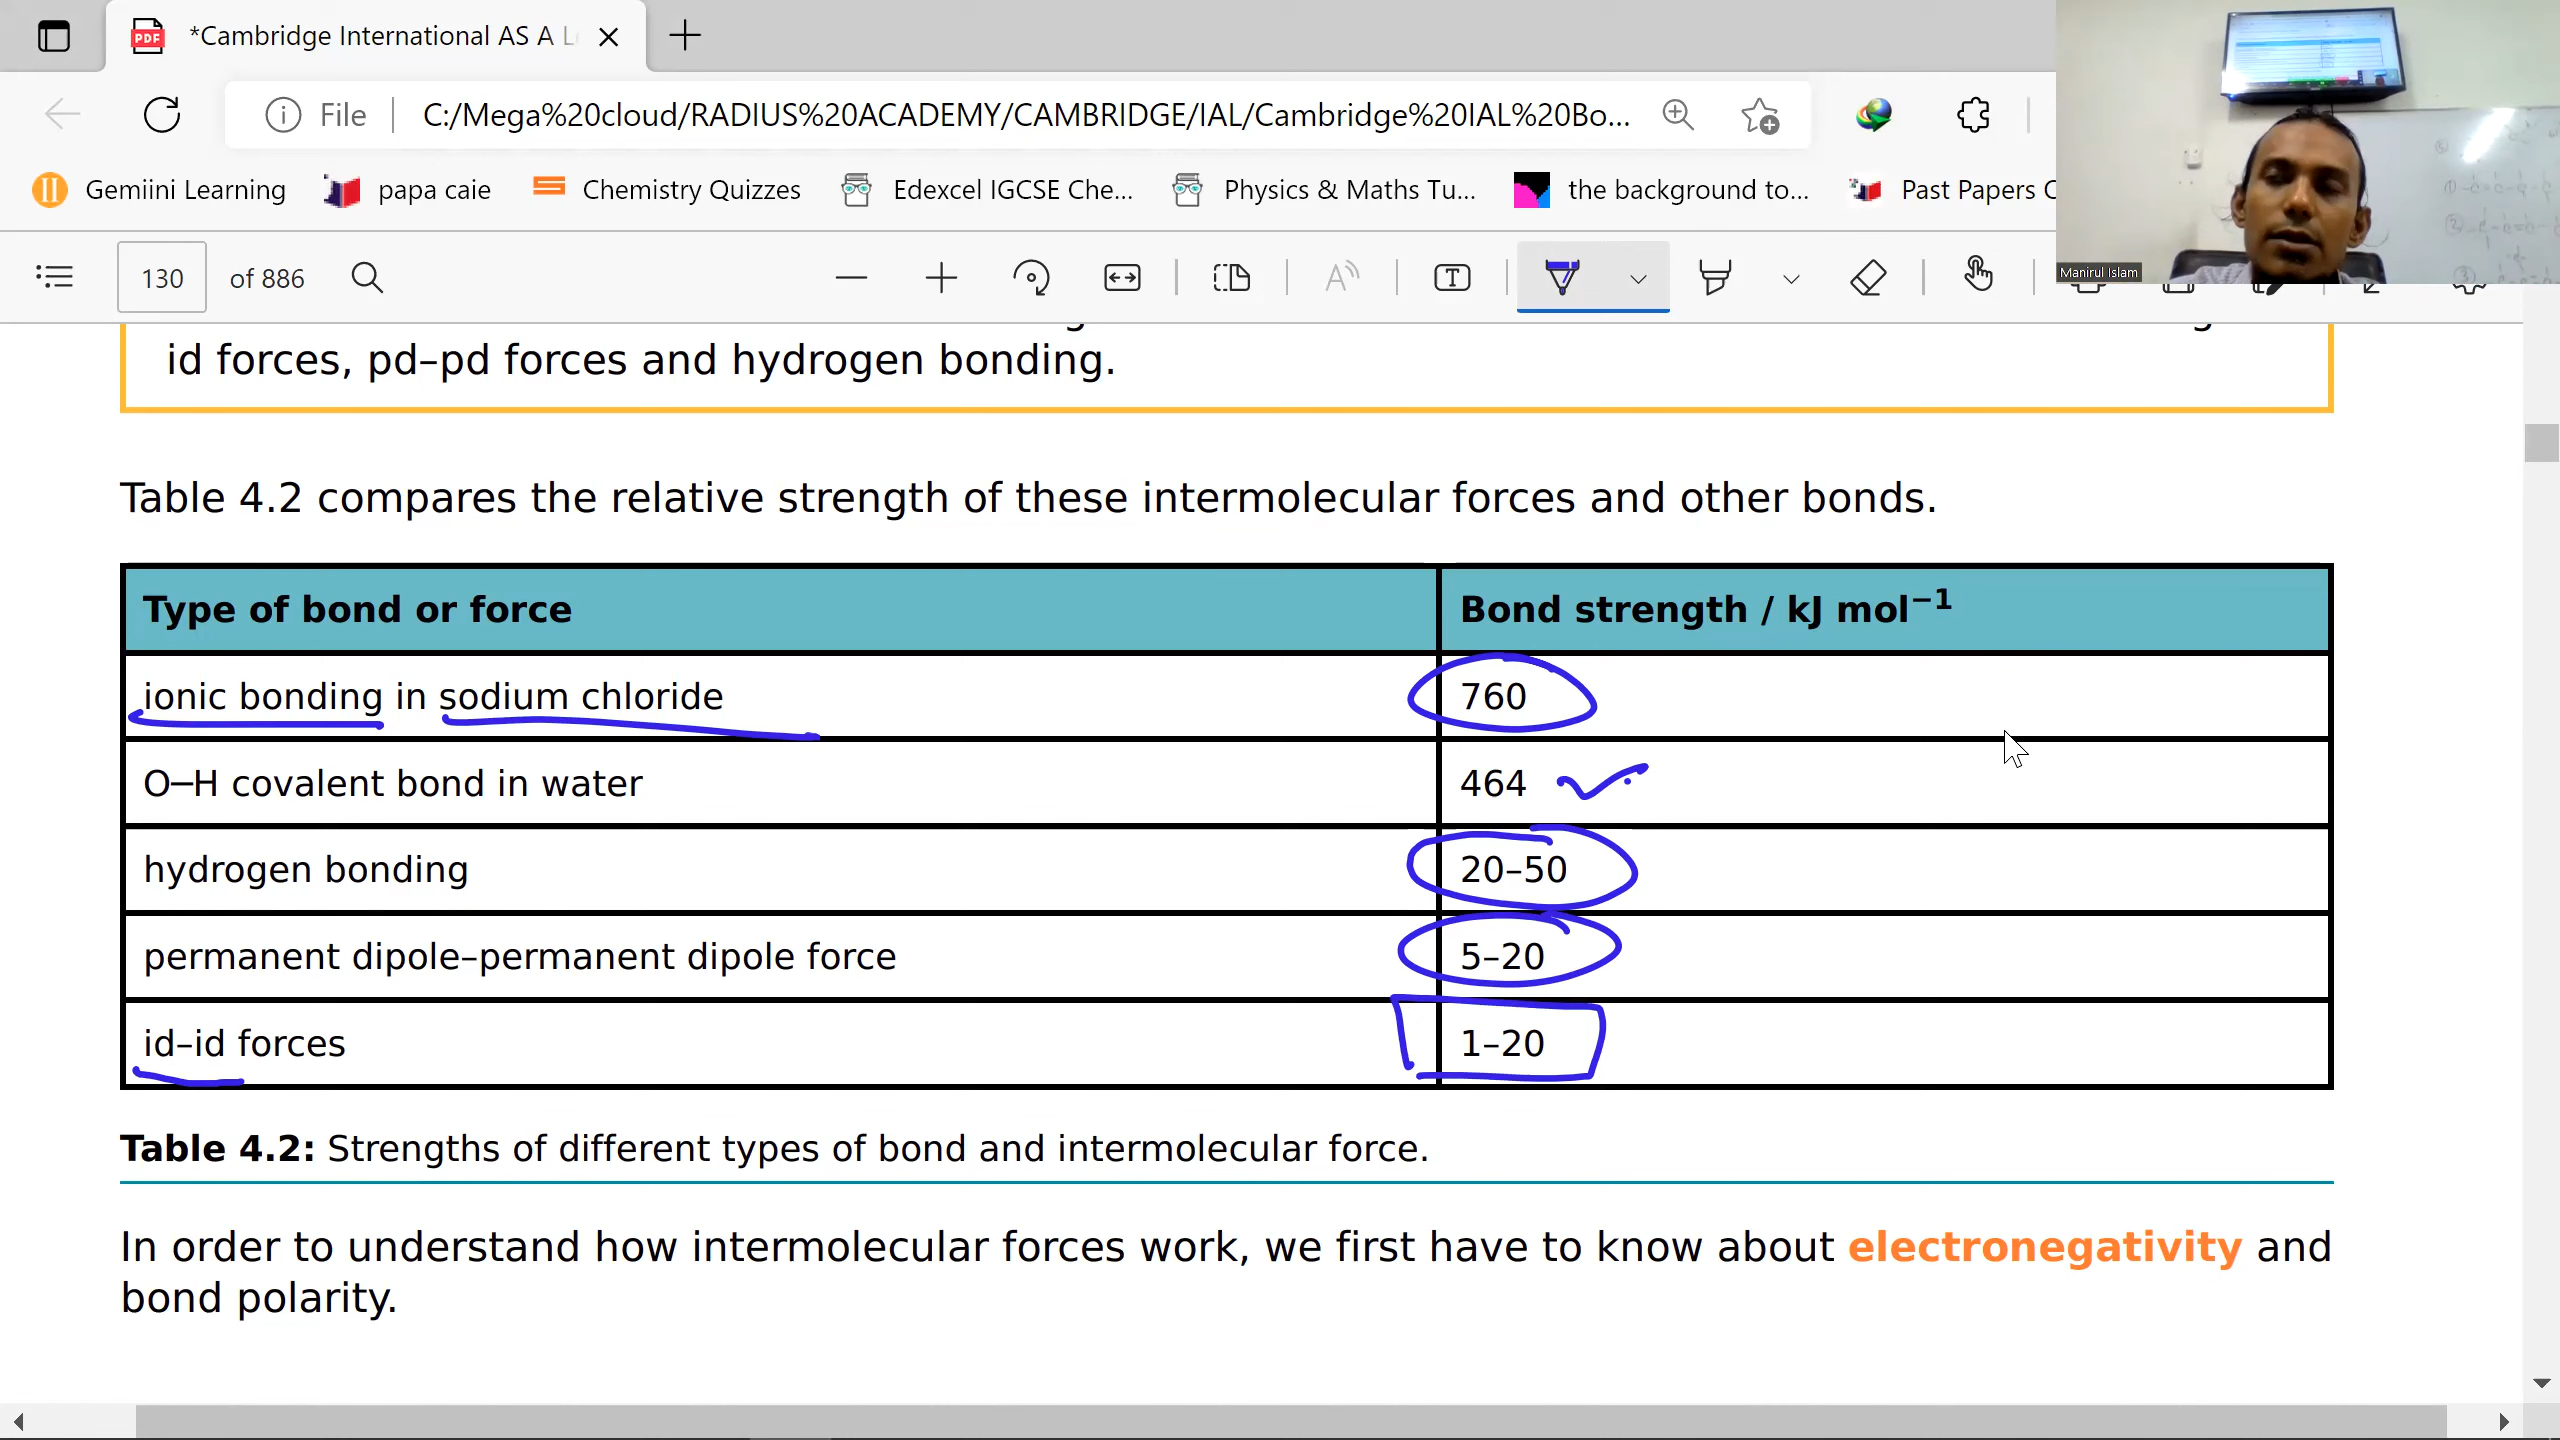 *Cambridge International AS A L
File
C:/Mega%20cloud/RADIUS%20ACADEMY/CAMBRIDGE/IAL/Cambridge%20IAL%20Bo...
Gemiini Learning
papa caie
Chemistry Quizzes
Edexcel IGCSE Che...
Physics & Maths Tu...
the background to...
Past Papers C
Manirul Islam
130 of 886
id forces, pd–pd forces and hydrogen bonding.
Table 4.2 compares the relative strength of these intermolecular forces and other bonds.
Type of bond or force Bond strength / kJ mol⁻¹
ionic bonding in sodium chloride 760
O—H covalent bond in water 464
hydrogen bonding 20–50
permanent dipole–permanent dipole force 5–20
id–id forces 1–20
Table 4.2: Strengths of different types of bond and intermolecular force.
In order to understand how intermolecular forces work, we first have to know about electronegativity and
bond polarity.